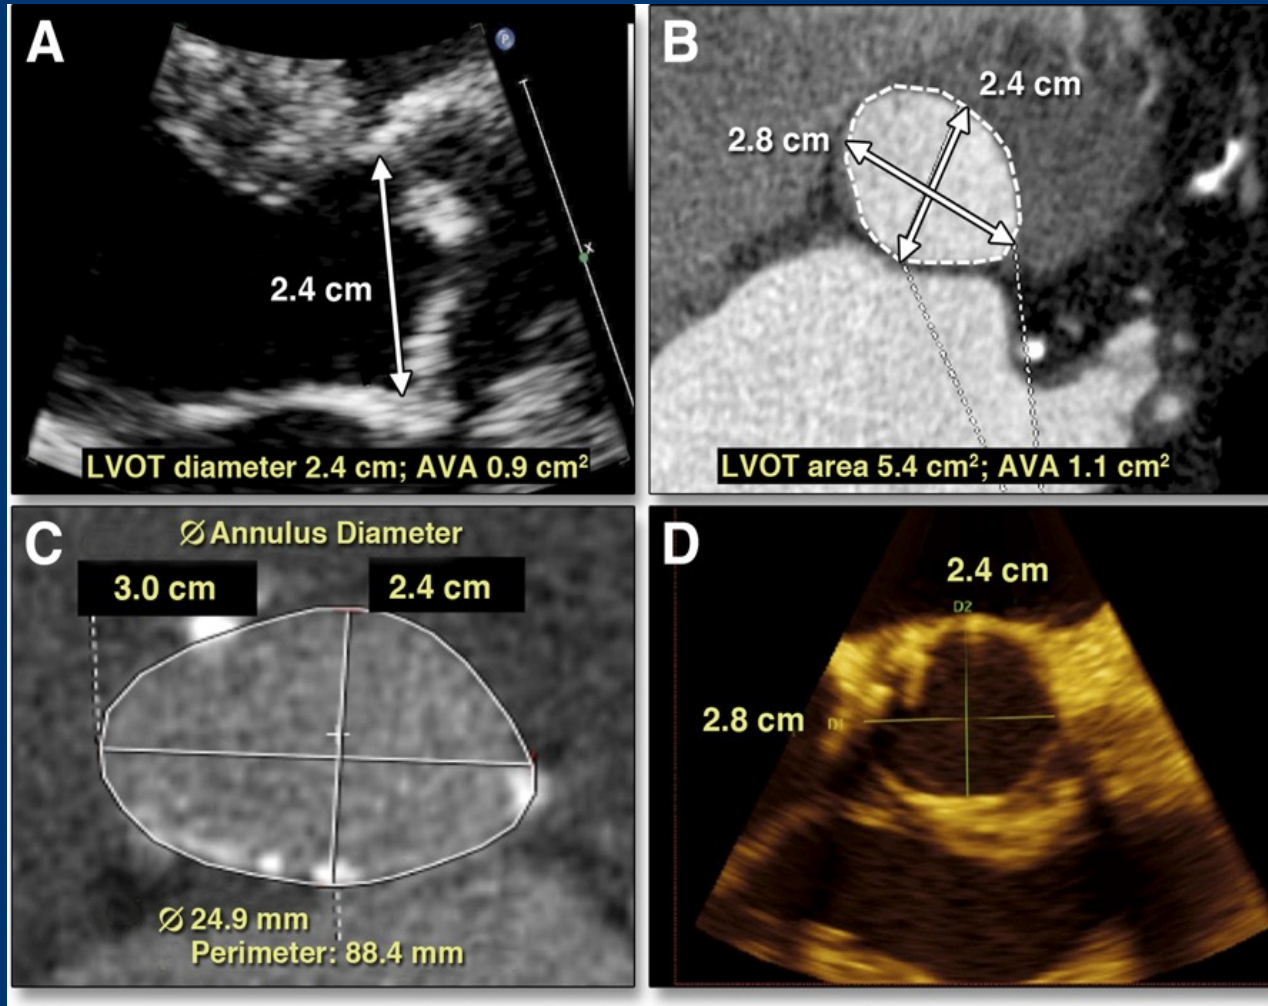 A
P
x
2.4 cm
LVOT diameter 2.4 cm; AVA 0.9 cm²
B
2.4 cm
2.8 cm
LVOT area 5.4 cm²; AVA 1.1 cm²
C
∅ Annulus Diameter
3.0 cm
2.4 cm
∅ 24.9 mm
Perimeter: 88.4 mm
D
2.4 cm
D2
2.8 cm
D1